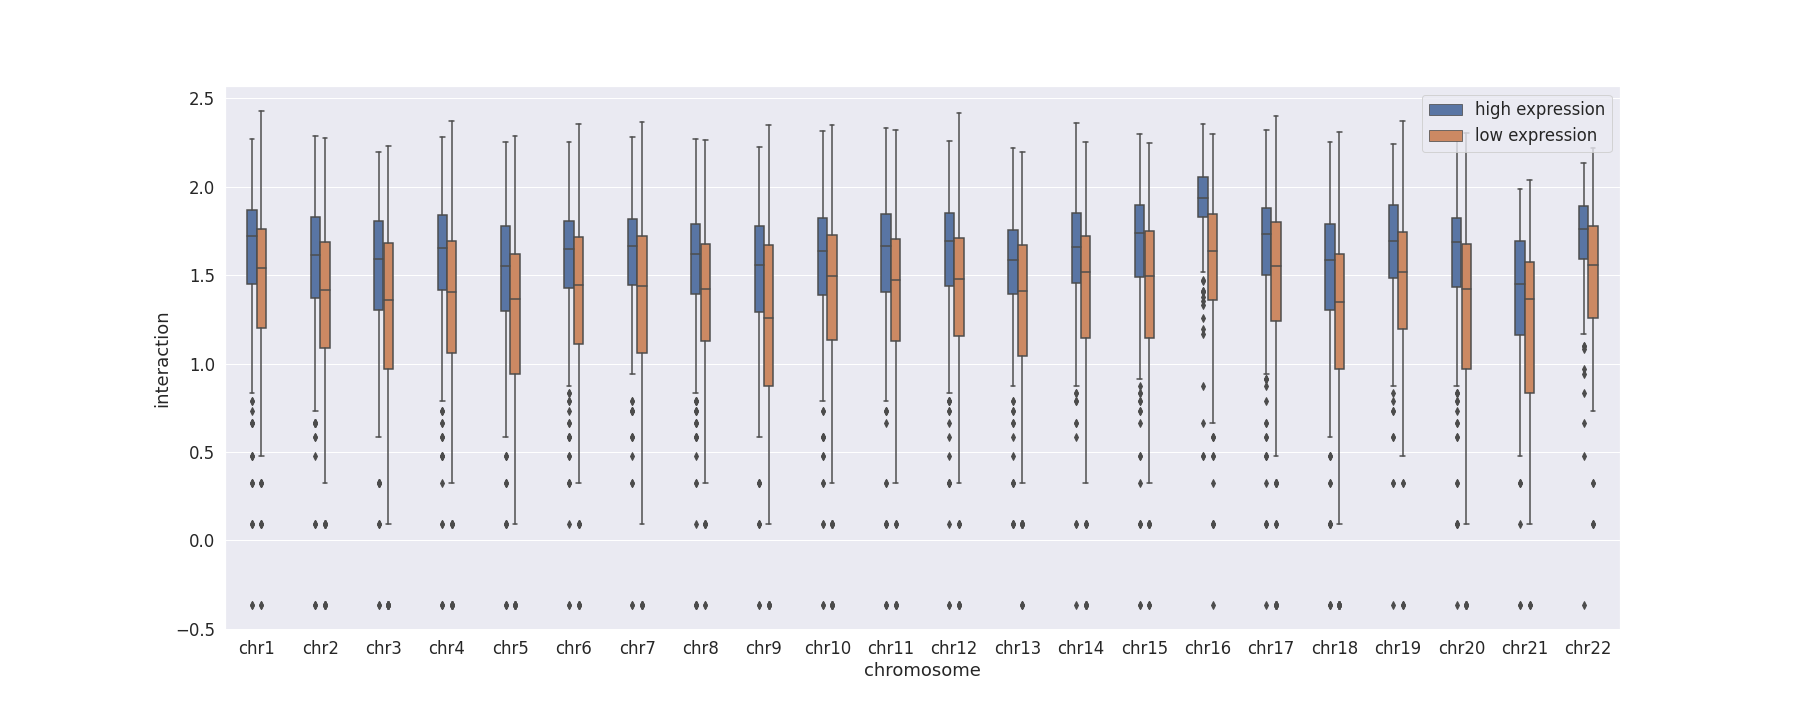 high expression
low expression
2.5
2.0
1.5
1.0
0.5
0.0
−0.5
interaction
chr1 chr2 chr3 chr4 chr5 chr6 chr7 chr8 chr9 chr10 chr11 chr12 chr13 chr14 chr15 chr16 chr17 chr18 chr19 chr20 chr21 chr22
chromosome